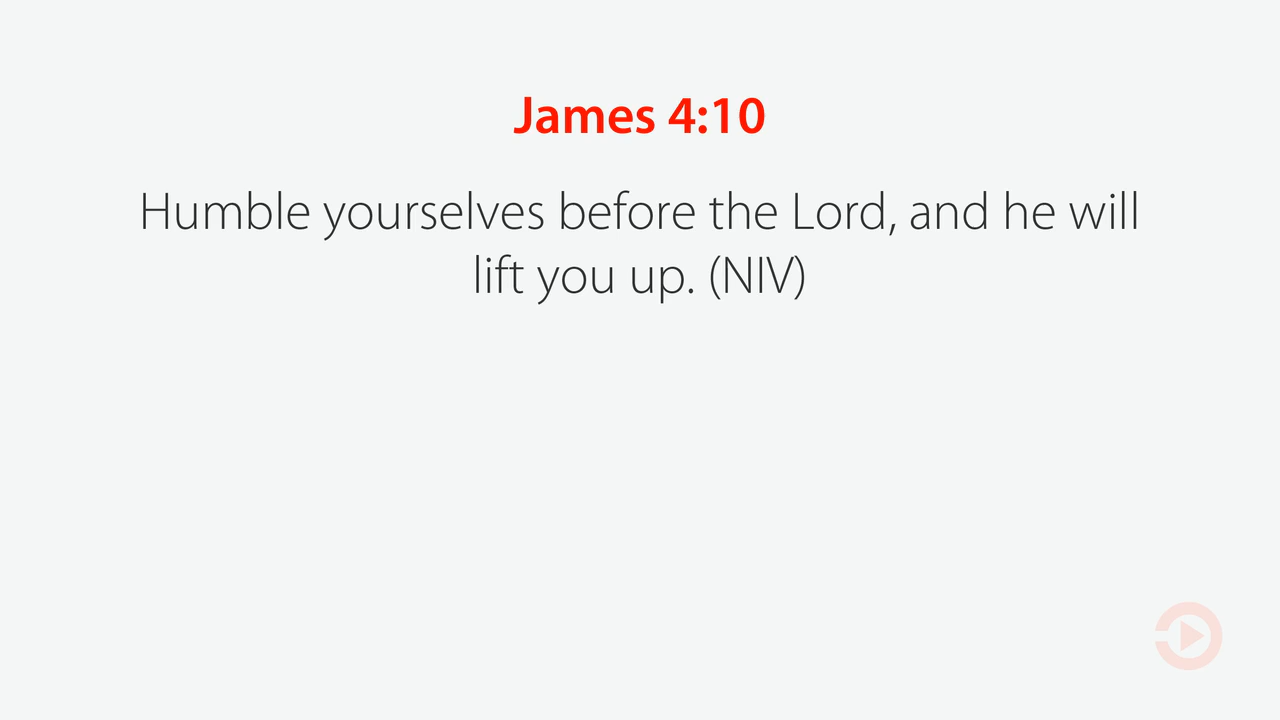 James 4:10
Humble yourselves before the Lord, and he will
lift you up. (NIV)